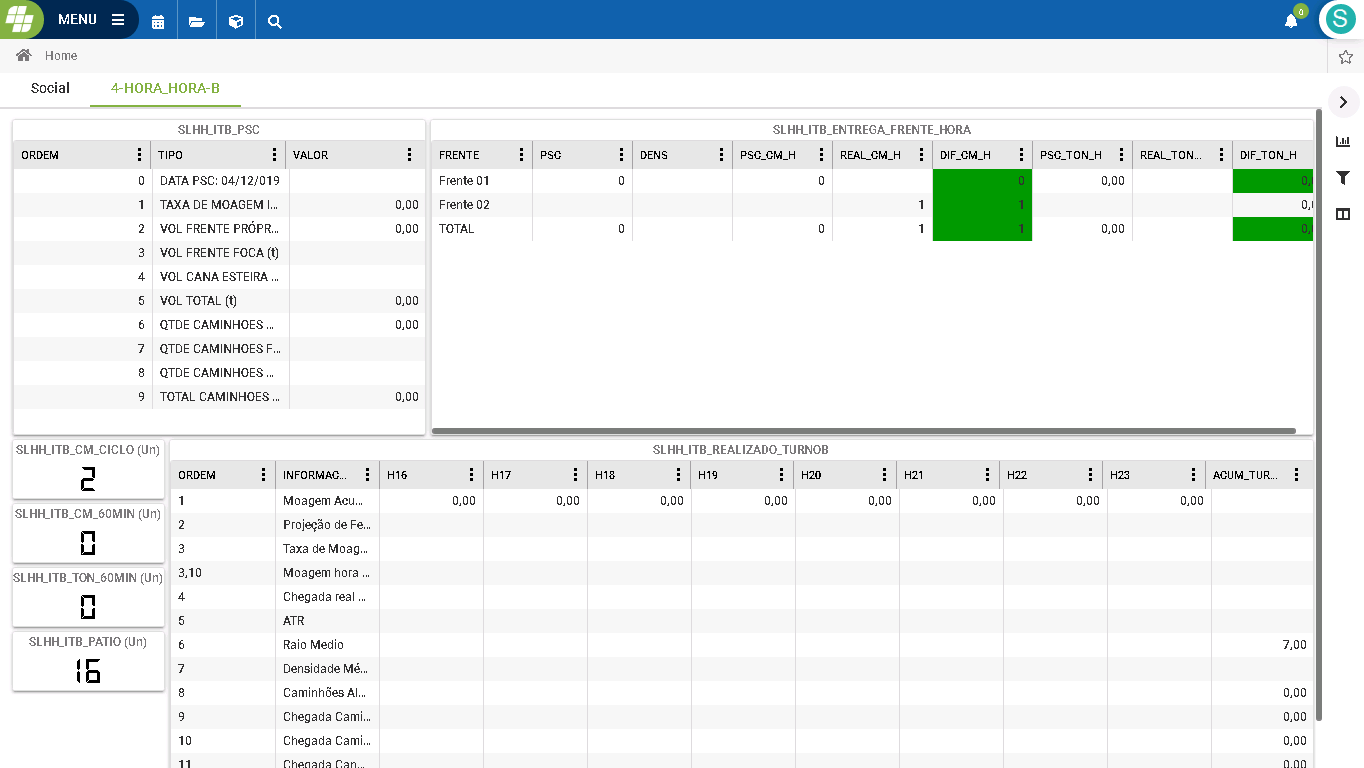 MENU
0
S
Home
Social 4-HORA_HORA-B
SLHH_ITB_PSC
ORDEM TIPO VALOR
0 DATA PSC: 04/12/019
1 TAXA DE MOAGEM I... 0,00
2 VOL FRENTE PRÓPR... 0,00
3 VOL FRENTE FOCA (t)
4 VOL CANA ESTEIRA ...
5 VOL TOTAL (t) 0,00
6 QTDE CAMINHOES ... 0,00
7 QTDE CAMINHOES F...
8 QTDE CAMINHOES ...
9 TOTAL CAMINHOES ... 0,00
SLHH_ITB_ENTREGA_FRENTE_HORA
FRENTE PSC DENS PSC_CM_H REAL_CM_H DIF_CM_H PSC_TON_H REAL_TON... DIF_TON_H
Frente 01 0 0 0 0,00 0,
Frente 02 1 1 0,
TOTAL 0 0 1 1 0,00 0,
SLHH_ITB_CM_CICLO (Un)
2
SLHH_ITB_CM_60MIN (Un)
0
SLHH_ITB_TON_60MIN (Un)
0
SLHH_ITB_PATIO (Un)
16
SLHH_ITB_REALIZADO_TURNOB
ORDEM INFORMAC... H16 H17 H18 H19 H20 H21 H22 H23 AGUM_TUR...
1 Moagem Acu... 0,00 0,00 0,00 0,00 0,00 0,00 0,00 0,00
2 Projeção de Fe...
3 Taxa de Moag...
3,10 Moagem hora ...
4 Chegada real ...
5 ATR
6 Raio Medio 7,00
7 Densidade Mé...
8 Caminhões Al... 0,00
9 Chegada Cami... 0,00
10 Chegada Cami... 0,00
11 Chegada Can... 0,00